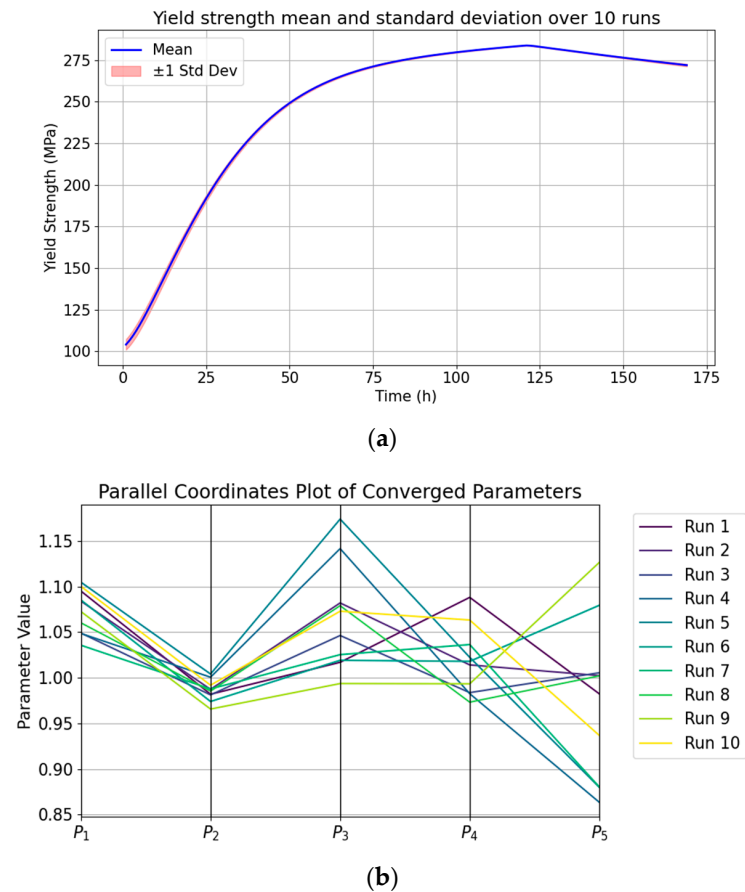 Yield strength mean and standard deviation over 10 runs
Mean
±1 Std Dev
Yield Strength (MPa)
275
250
225
200
175
150
125
100
0 25 50 75 100 125 150 175
Time (h)
(a)
Parallel Coordinates Plot of Converged Parameters
Parameter Value
1.15
1.10
1.05
1.00
0.95
0.90
0.85
P1 P2 P3 P4 P5
Run 1
Run 2
Run 3
Run 4
Run 5
Run 6
Run 7
Run 8
Run 9
Run 10
(b)